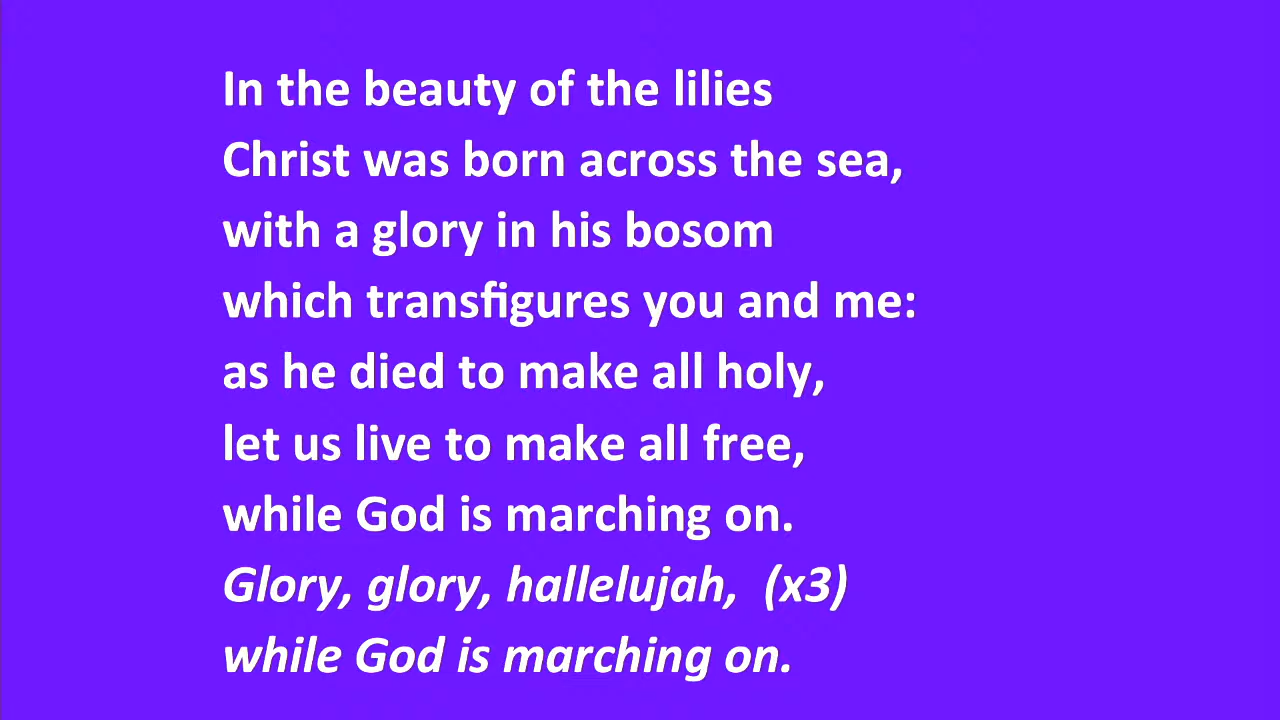 In the beauty of the lilies
Christ was born across the sea,
with a glory in his bosom
which transfigures you and me:
as he died to make all holy,
let us live to make all free,
while God is marching on.
Glory, glory, hallelujah,  (x3)
while God is marching on.